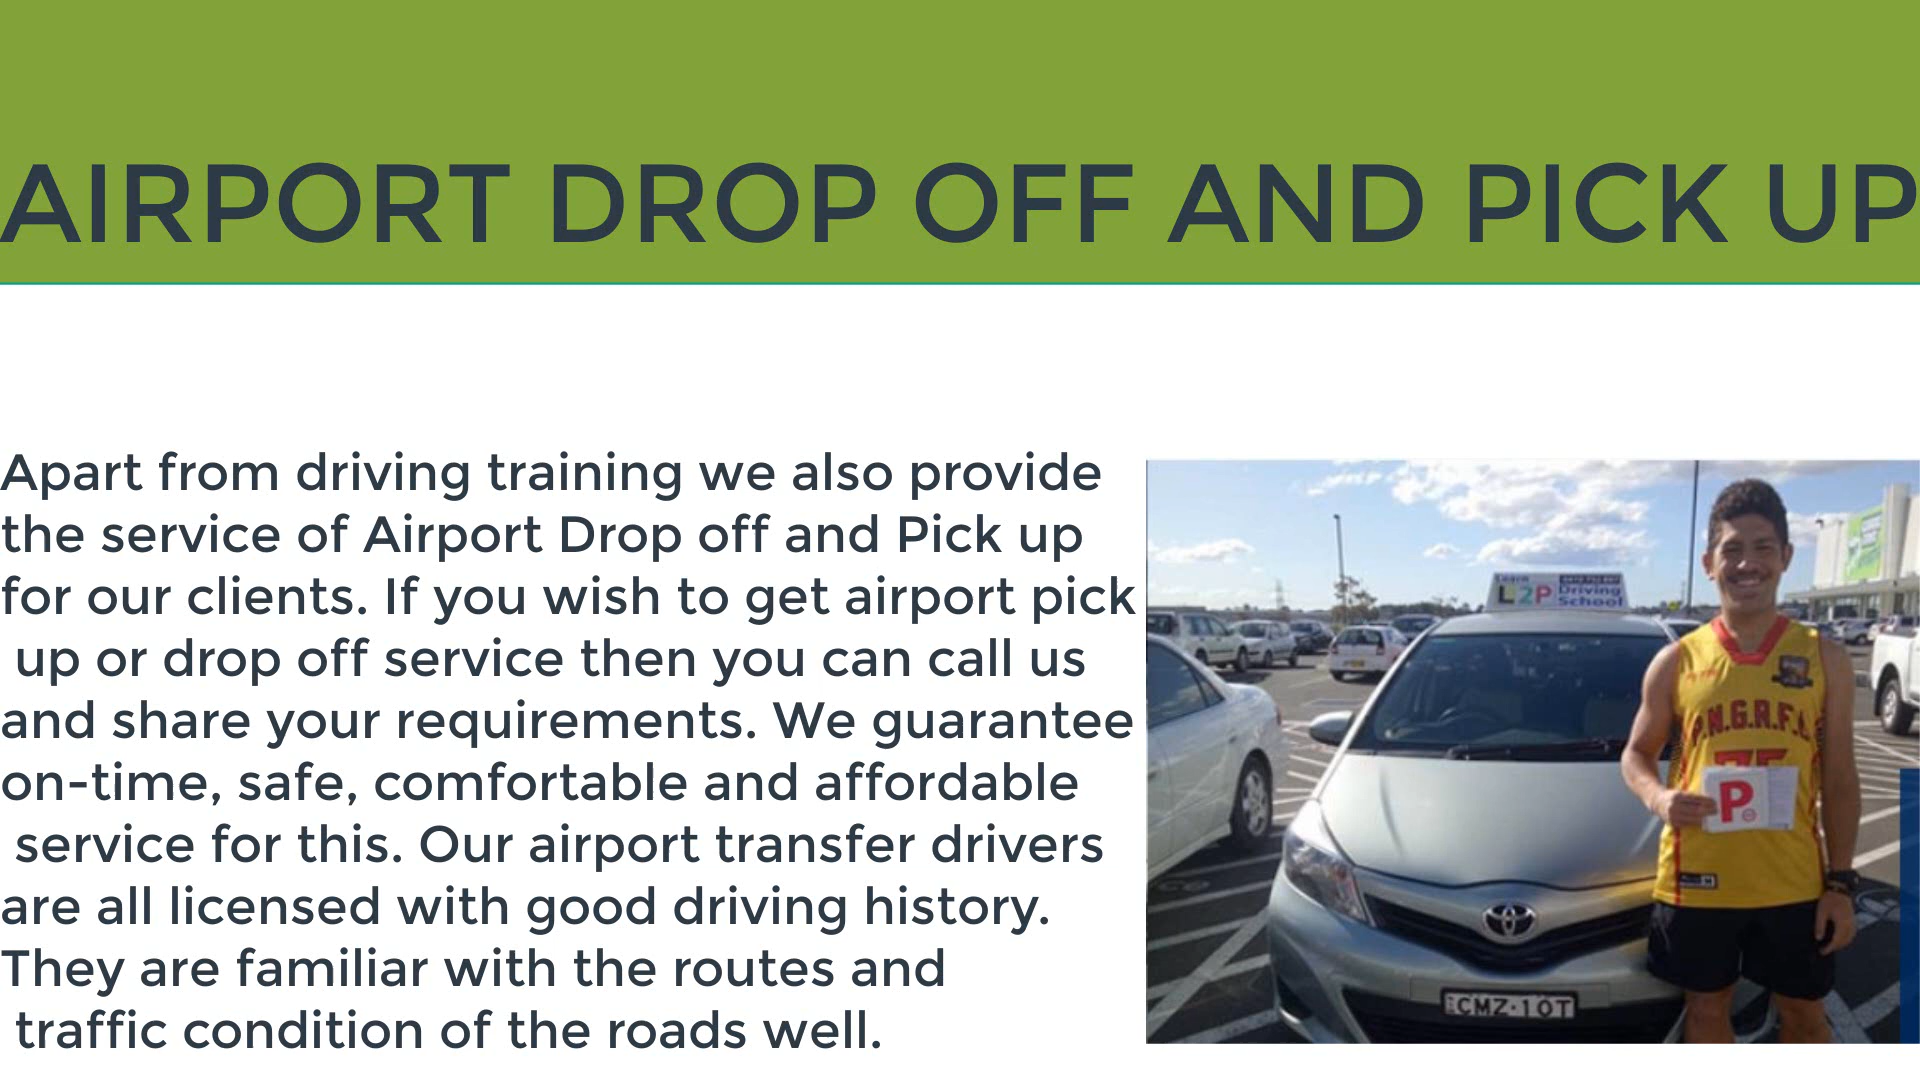 AIRPORT DROP OFF AND PICK UP
Apart from driving training we also provide
the service of Airport Drop off and Pick up
for our clients. If you wish to get airport pick
up or drop off service then you can call us
and share your requirements. We guarantee
on-time, safe, comfortable and affordable
service for this. Our airport transfer drivers
are all licensed with good driving history.
They are familiar with the routes and
traffic condition of the roads well.
Learn
L2P
Driving
School
P.N.G.R.F.L
P
CMZ·10T